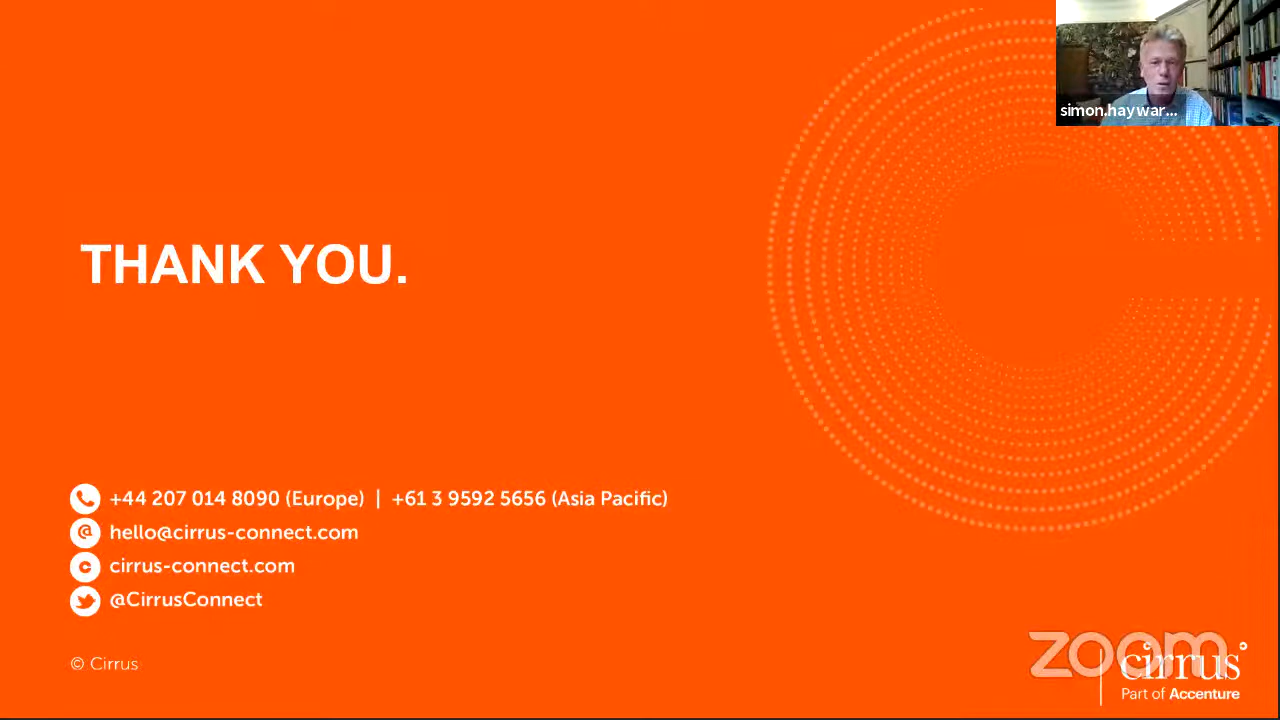 simon.haywar...
THANK YOU.
+44 207 014 8090 (Europe) | +61 3 9592 5656 (Asia Pacific)
@ hello@cirrus-connect.com
c cirrus-connect.com
@CirrusConnect
© Cirrus
zoom
cirrus
Part of Accenture